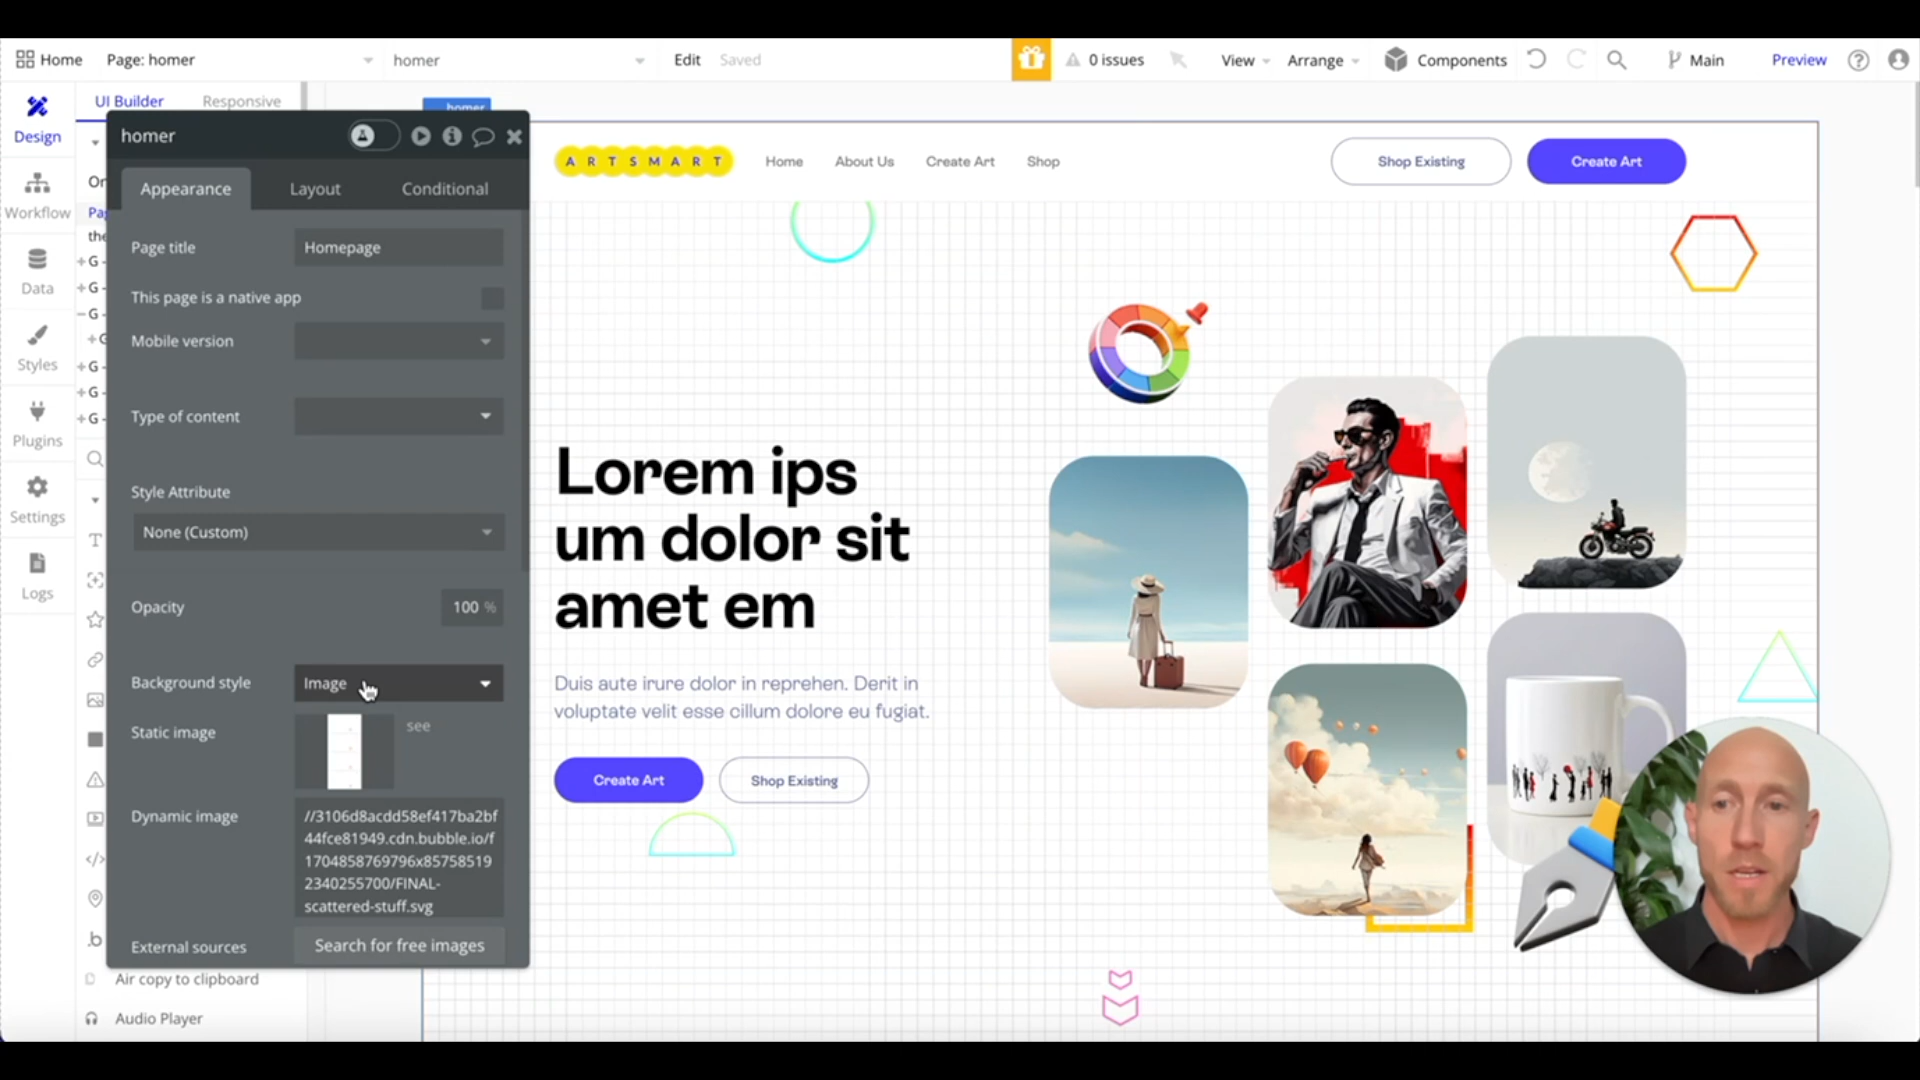 Home
Page: homer
homer
Edit
Saved
0 issues
View
Arrange
Components
Main
Preview
UI Builder
Responsive
homer
Design
Workflow
Data
Styles
Plugins
Settings
Logs
homer
Appearance
Layout
Conditional
Page title
Homepage
This page is a native app
Mobile version
Type of content
Style Attribute
None (Custom)
Opacity
100 %
Background style
Image
Static image
see
Dynamic image
//3106d8acdd58ef417ba2bf
44fce81949.cdn.bubble.io/f
1704858769796x85758519
2340255700/FINAL-
scattered-stuff.svg
External sources
Search for free images
Air copy to clipboard
Audio Player
ARTSMART
Home
About Us
Create Art
Shop
Shop Existing
Create Art
Lorem ips
um dolor sit
amet em
Duis aute irure dolor in reprehen. Derit in
voluptate velit esse cillum dolore eu fugiat.
Create Art
Shop Existing